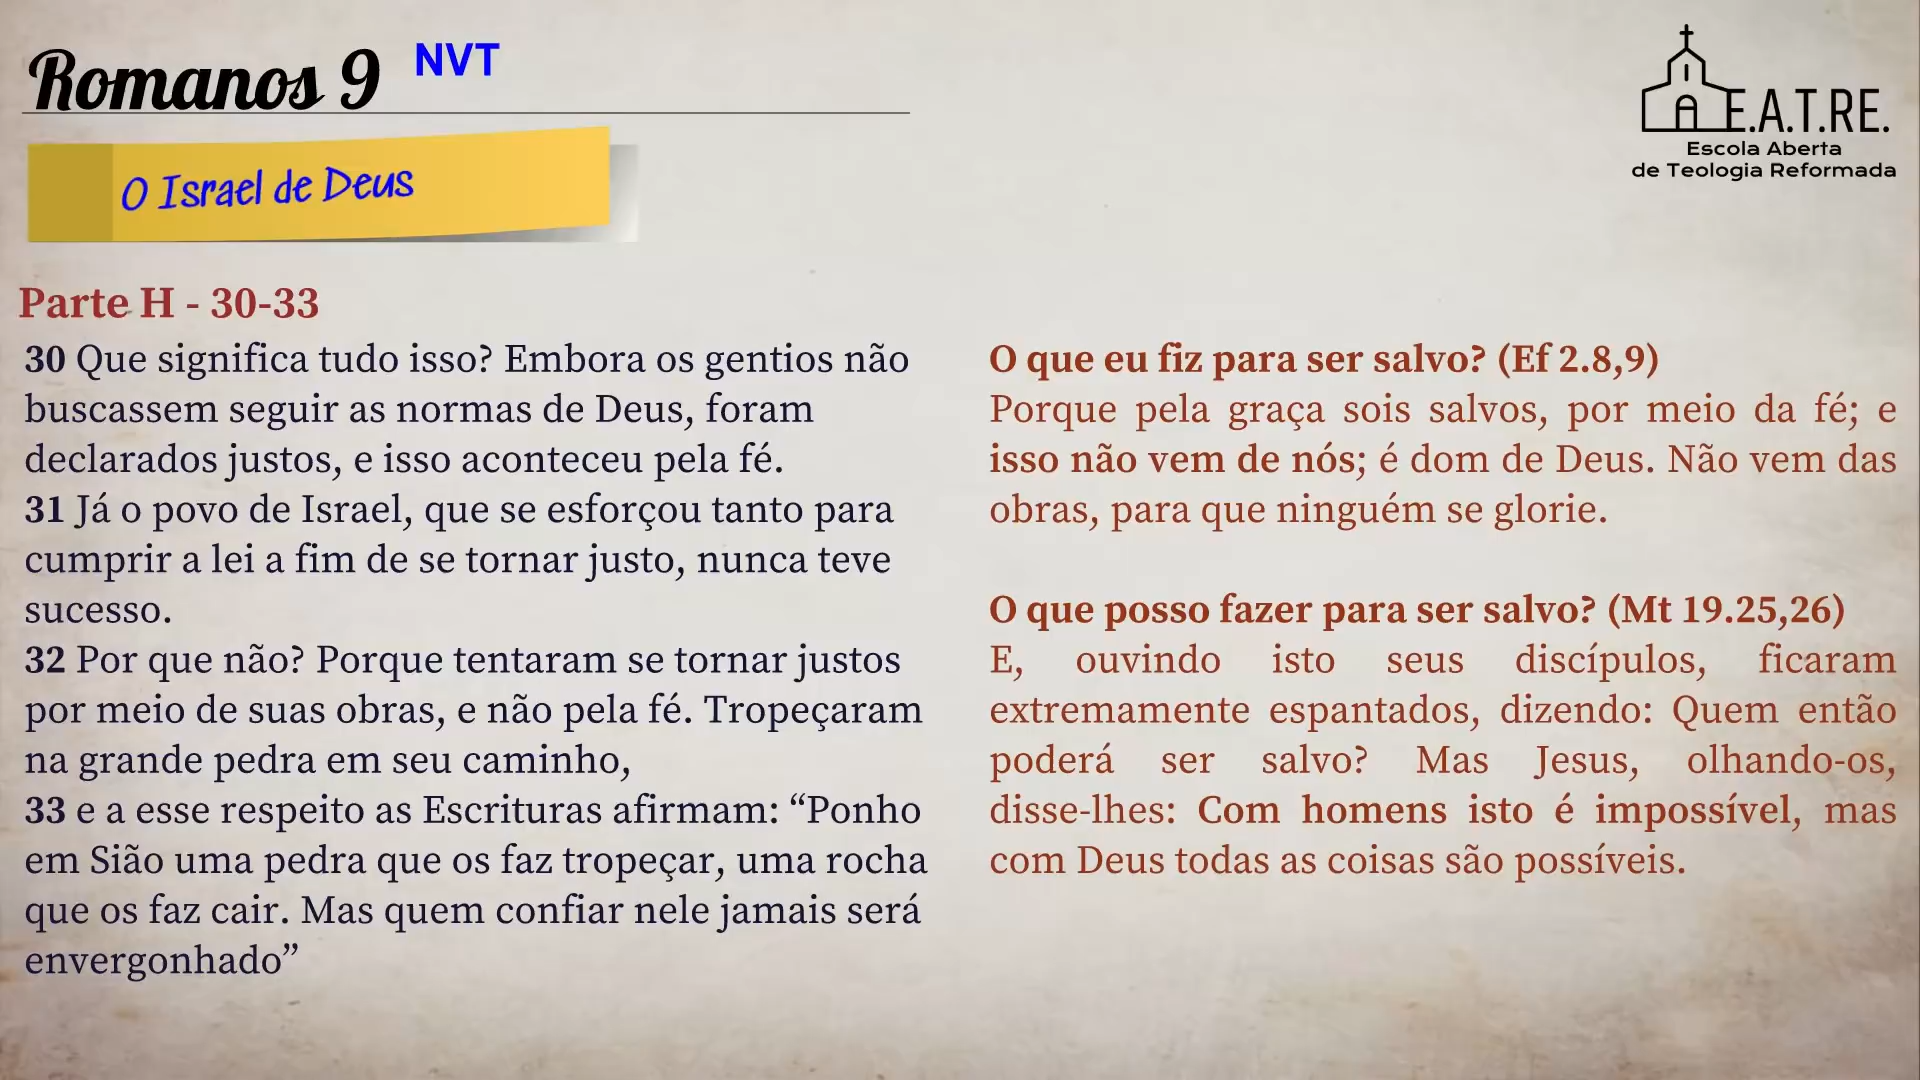 Romanos 9 NVT
E.A.T.RE.
Escola Aberta
de Teologia Reformada
O Israel de Deus
Parte H - 30-33
30 Que significa tudo isso? Embora os gentios não
buscassem seguir as normas de Deus, foram
declarados justos, e isso aconteceu pela fé.
31 Já o povo de Israel, que se esforçou tanto para
cumprir a lei a fim de se tornar justo, nunca teve
sucesso.
32 Por que não? Porque tentaram se tornar justos
por meio de suas obras, e não pela fé. Tropeçaram
na grande pedra em seu caminho,
33 e a esse respeito as Escrituras afirmam: “Ponho
em Sião uma pedra que os faz tropeçar, uma rocha
que os faz cair. Mas quem confiar nele jamais será
envergonhado”
O que eu fiz para ser salvo? (Ef 2.8,9)
Porque pela graça sois salvos, por meio da fé; e
isso não vem de nós; é dom de Deus. Não vem das
obras, para que ninguém se glorie.
O que posso fazer para ser salvo? (Mt 19.25,26)
E, ouvindo isto seus discípulos, ficaram
extremamente espantados, dizendo: Quem então
poderá ser salvo? Mas Jesus, olhando-os,
disse-lhes: Com homens isto é impossível, mas
com Deus todas as coisas são possíveis.